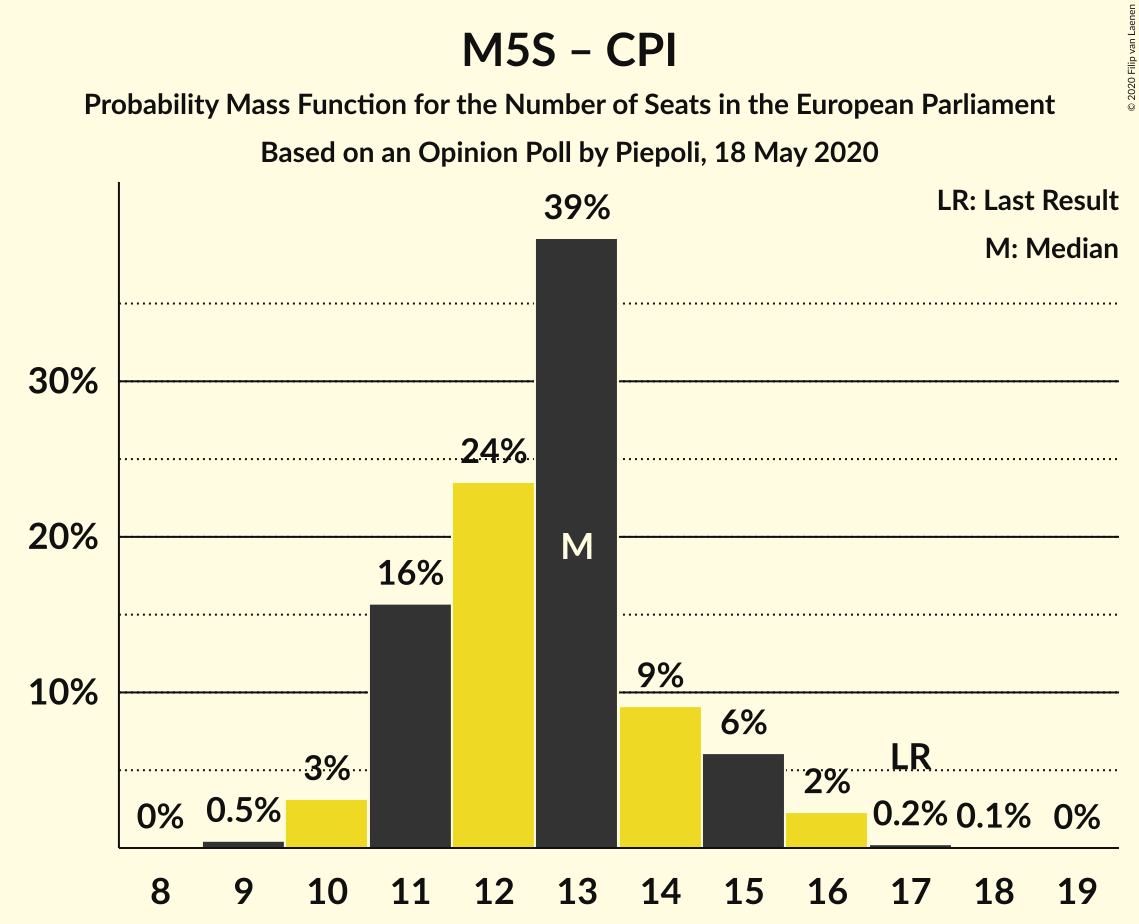 M5S – CPI
Probability Mass Function for the Number of Seats in the European Parliament
Based on an Opinion Poll by Piepoli, 18 May 2020
© 2020 Filip van Laenen
LR: Last Result
M: Median
39%
30%
24%
20%
M
16%
10%
9%
6%
LR
3%
2%
0%
0.5%
0.2%
0.1%
0%
8 9 10 11 12 13 14 15 16 17 18 19